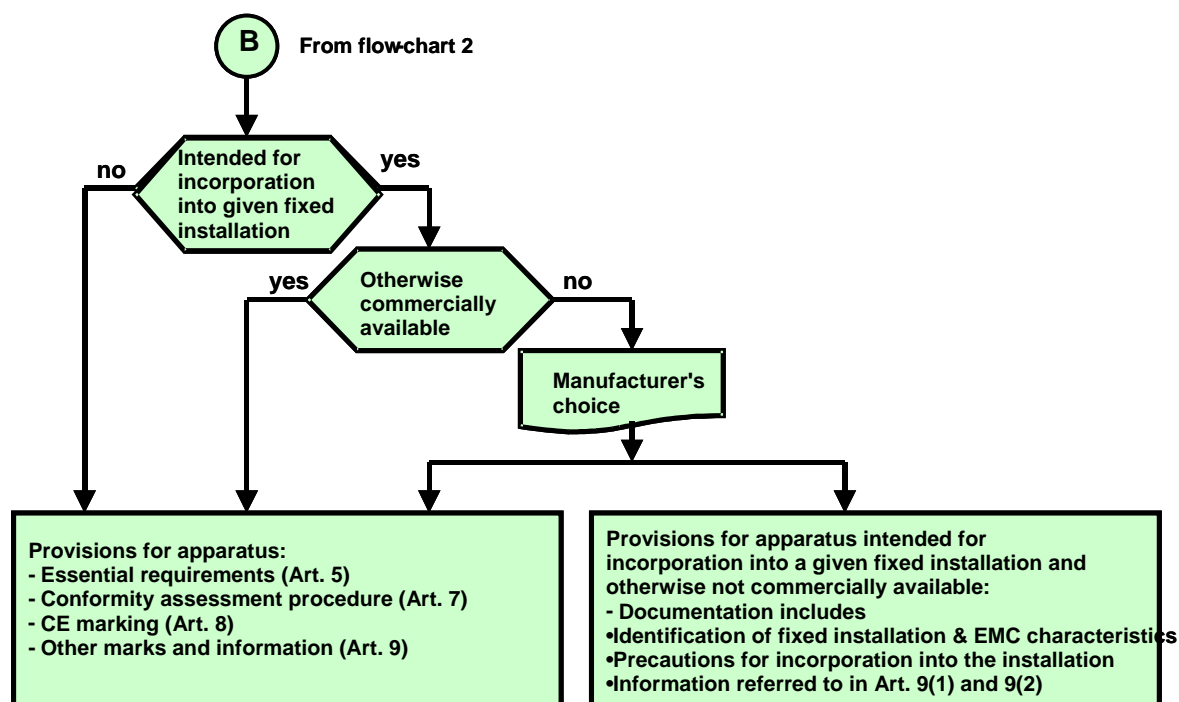 B
From flow-chart 2
no
yes
Intended for
incorporation
into given fixed
installation
yes
no
Otherwise
commercially
available
Manufacturer's
choice
Provisions for apparatus:
- Essential requirements (Art. 5)
- Conformity assessment procedure (Art. 7)
- CE marking (Art. 8)
- Other marks and information (Art. 9)
Provisions for apparatus intended for
incorporation into a given fixed installation and
otherwise not commercially available:
- Documentation includes
•Identification of fixed installation & EMC characteristics
•Precautions for incorporation into the installation
•Information referred to in Art. 9(1) and 9(2)